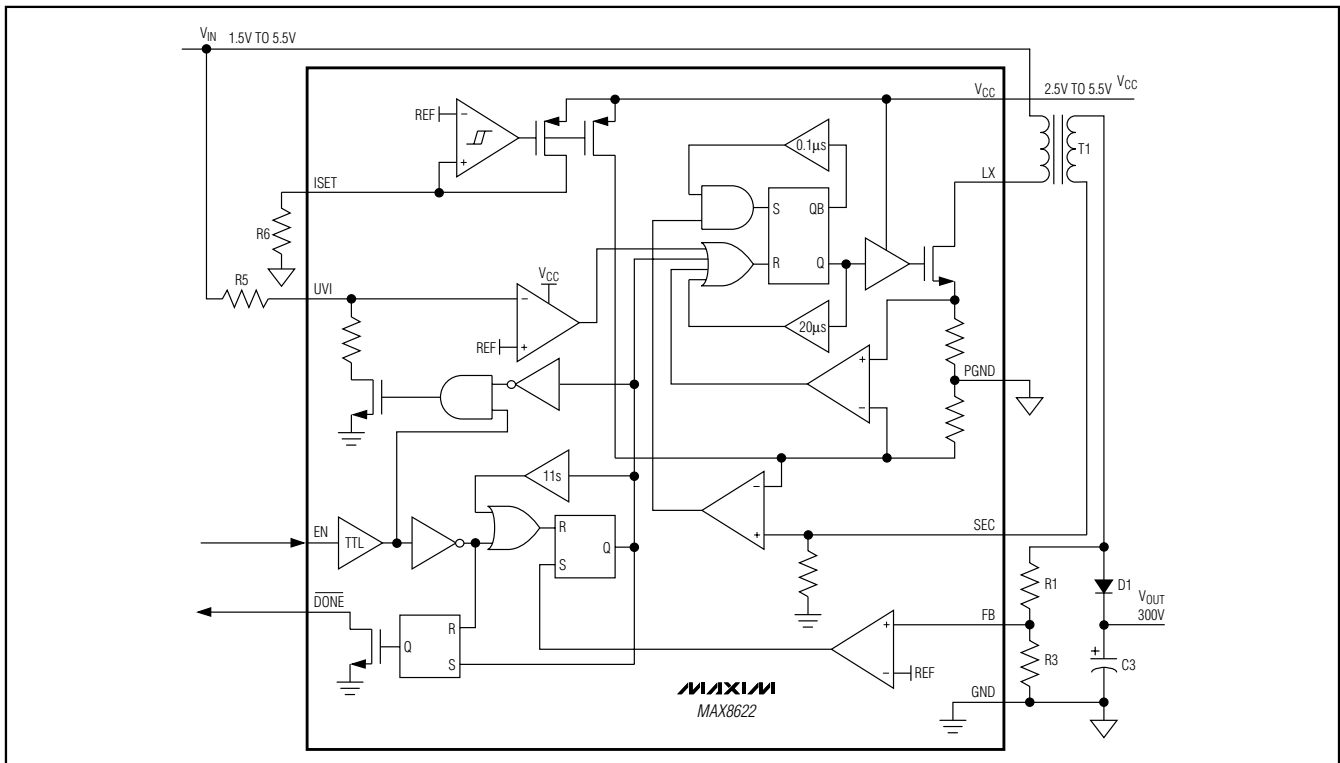 VIN 1.5V TO 5.5V
VCC 2.5V TO 5.5V VCC
REF
−
+
0.1µs
T1
ISET
LX
S QB
R6
R Q
R5
VCC
UVI
−
REF
+
20µs
+
PGND
−
11s
−
EN
TTL
R
Q
S
+
SEC
R1
D1
DONE
VOUT
300V
FB
+
R
Q
S
−
REF
R3
+
C3
MAXIM
MAX8622
GND